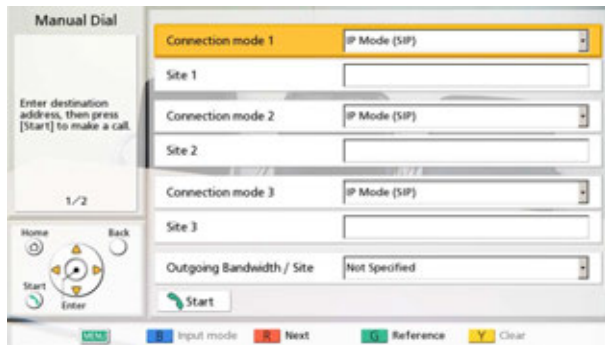 Manual Dial
Enter destination
address, then press
[Start] to make a call.
1/2
Home Back
Start
Enter
Connection mode 1 IP Mode (SIP)
Site 1
Connection mode 2 IP Mode (SIP)
Site 2
Connection mode 3 IP Mode (SIP)
Site 3
Outgoing Bandwidth / Site Not Specified
Start
MENU B Input mode R Next G Reference Y Clear